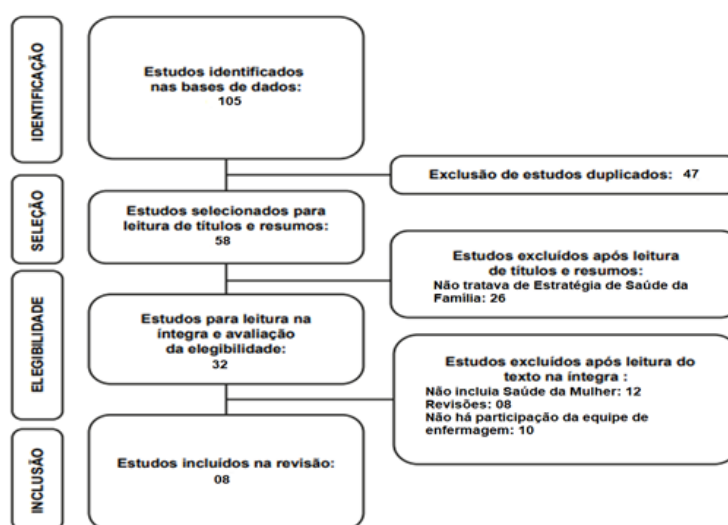 IDENTIFICAÇÃO
Estudos identificados
nas bases de dados:
105
Exclusão de estudos duplicados: 47
SELEÇÃO
Estudos selecionados para
leitura de títulos e resumos:
58
Estudos excluídos após leitura
de títulos e resumos:
Não tratava de Estratégia de Saúde da
Família: 26
ELEGIBILIDADE
Estudos para leitura na
íntegra e avaliação
da elegibilidade:
32
Estudos excluídos após leitura do
texto na íntegra :
Não incluia Saúde da Mulher: 12
Revisões: 08
Não há participação da equipe de
enfermagem: 10
INCLUSÃO
Estudos incluídos na revisão:
08